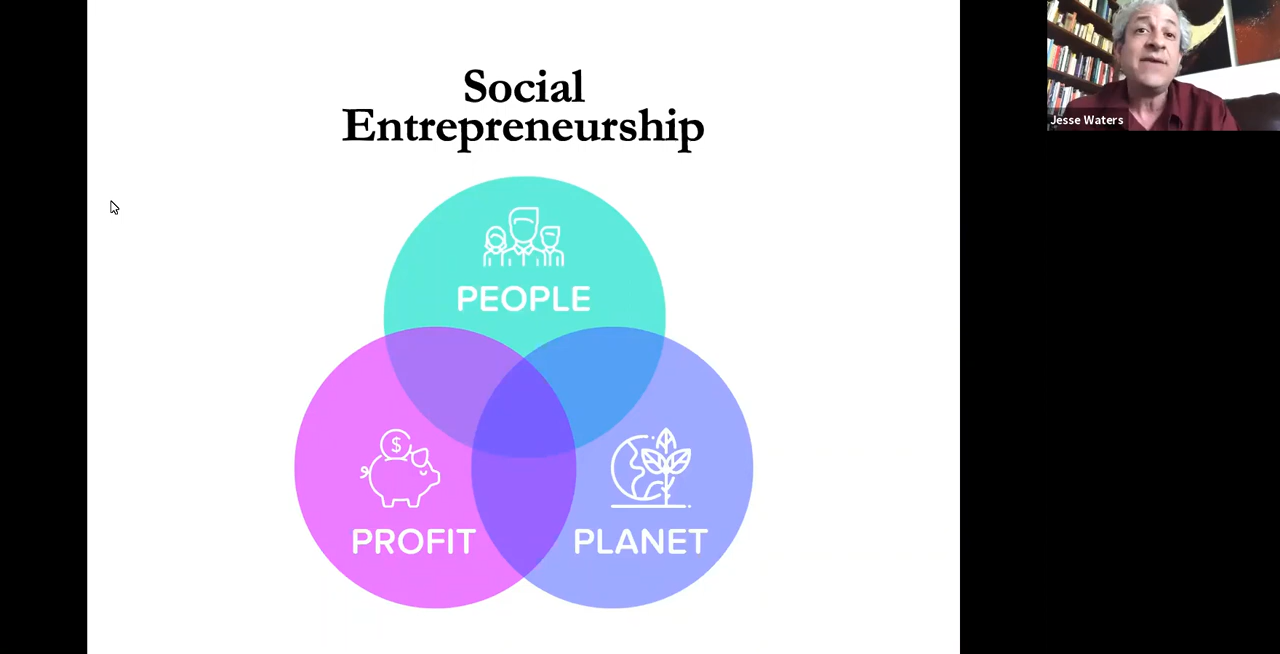 Social
Entrepreneurship
Jesse Waters
PEOPLE
$
PROFIT
PLANET